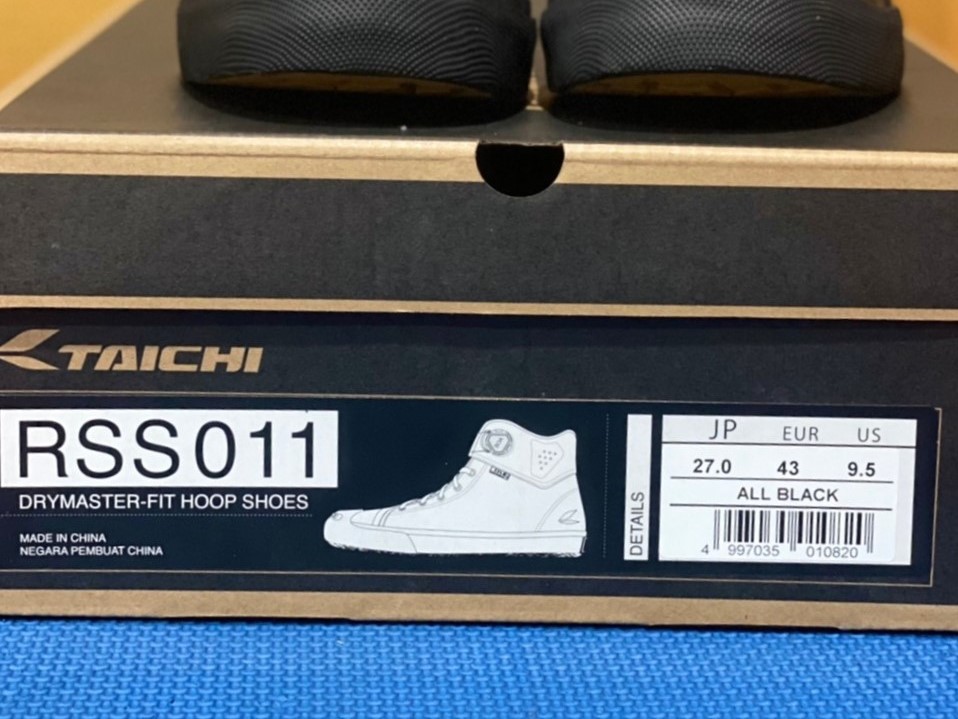 TAICHI
RSS011
DRYMASTER-FIT HOOP SHOES
MADE IN CHINA
NEGARA PEMBUAT CHINA
DETAILS
JP EUR US
27.0 43 9.5
ALL BLACK
4 997035 010820